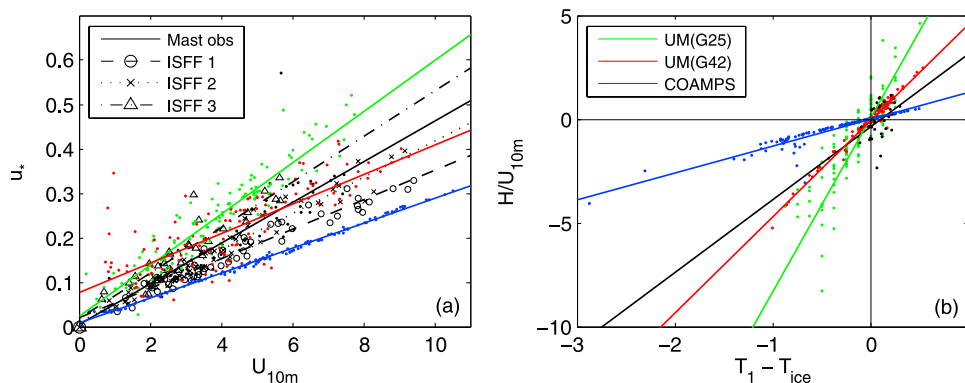 Mast obs
ISFF 1
ISFF 2
ISFF 3
0.6
0.5
0.4
0.3
0.2
0.1
0
0 2 4 6 8 10
u*
U10m
(a)
UM(G25)
UM(G42)
COAMPS
5
0
−5
−10
−3 −2 −1 0 1
H/U10m
T1 − Tice
(b)